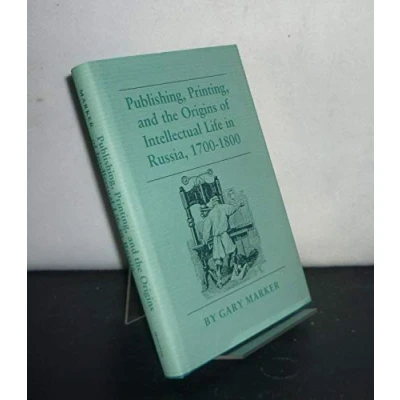 Publishing, Printing,
and the Origins of
Intellectual Life in
Russia, 1700-1800
BY GARY MARKER
MARKER
Publishing, Printing, and the Origins